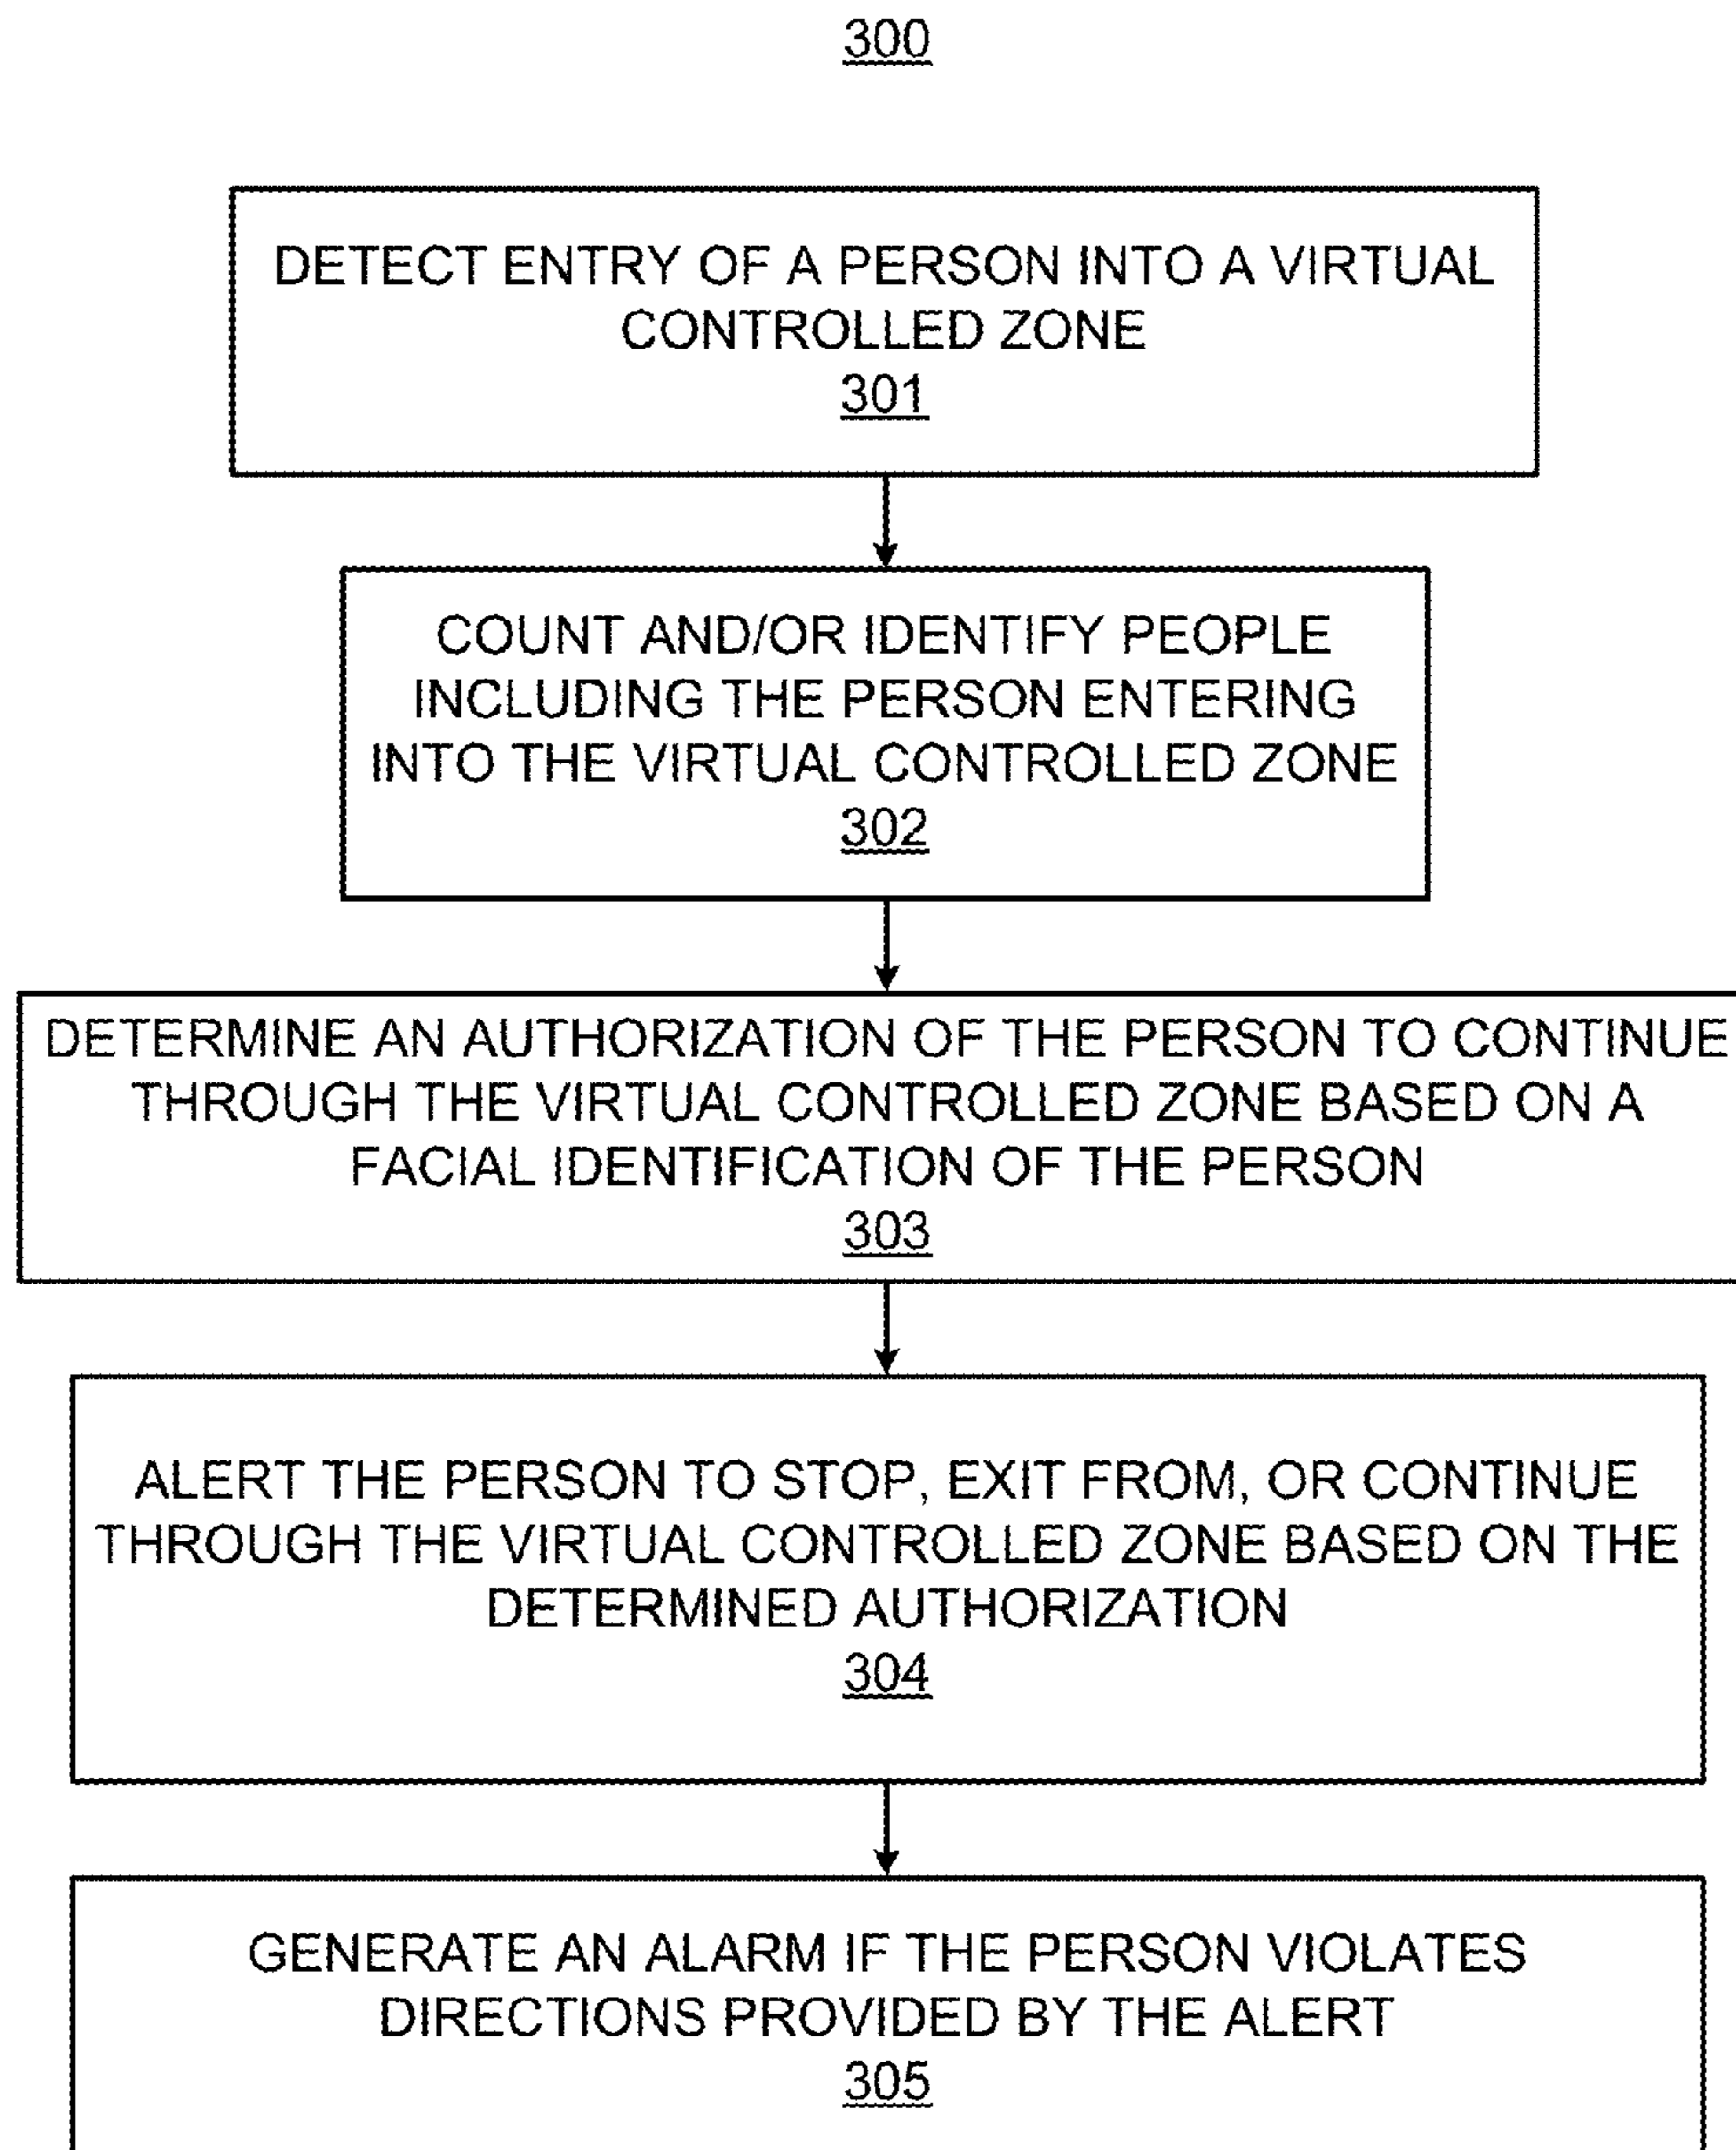 300
DETECT ENTRY OF A PERSON INTO A VIRTUAL
CONTROLLED ZONE
301
COUNT AND/OR IDENTIFY PEOPLE
INCLUDING THE PERSON ENTERING
INTO THE VIRTUAL CONTROLLED ZONE
302
DETERMINE AN AUTHORIZATION OF THE PERSON TO CONTINUE
THROUGH THE VIRTUAL CONTROLLED ZONE BASED ON A
FACIAL IDENTIFICATION OF THE PERSON
303
ALERT THE PERSON TO STOP, EXIT FROM, OR CONTINUE
THROUGH THE VIRTUAL CONTROLLED ZONE BASED ON THE
DETERMINED AUTHORIZATION
304
GENERATE AN ALARM IF THE PERSON VIOLATES
DIRECTIONS PROVIDED BY THE ALERT
305